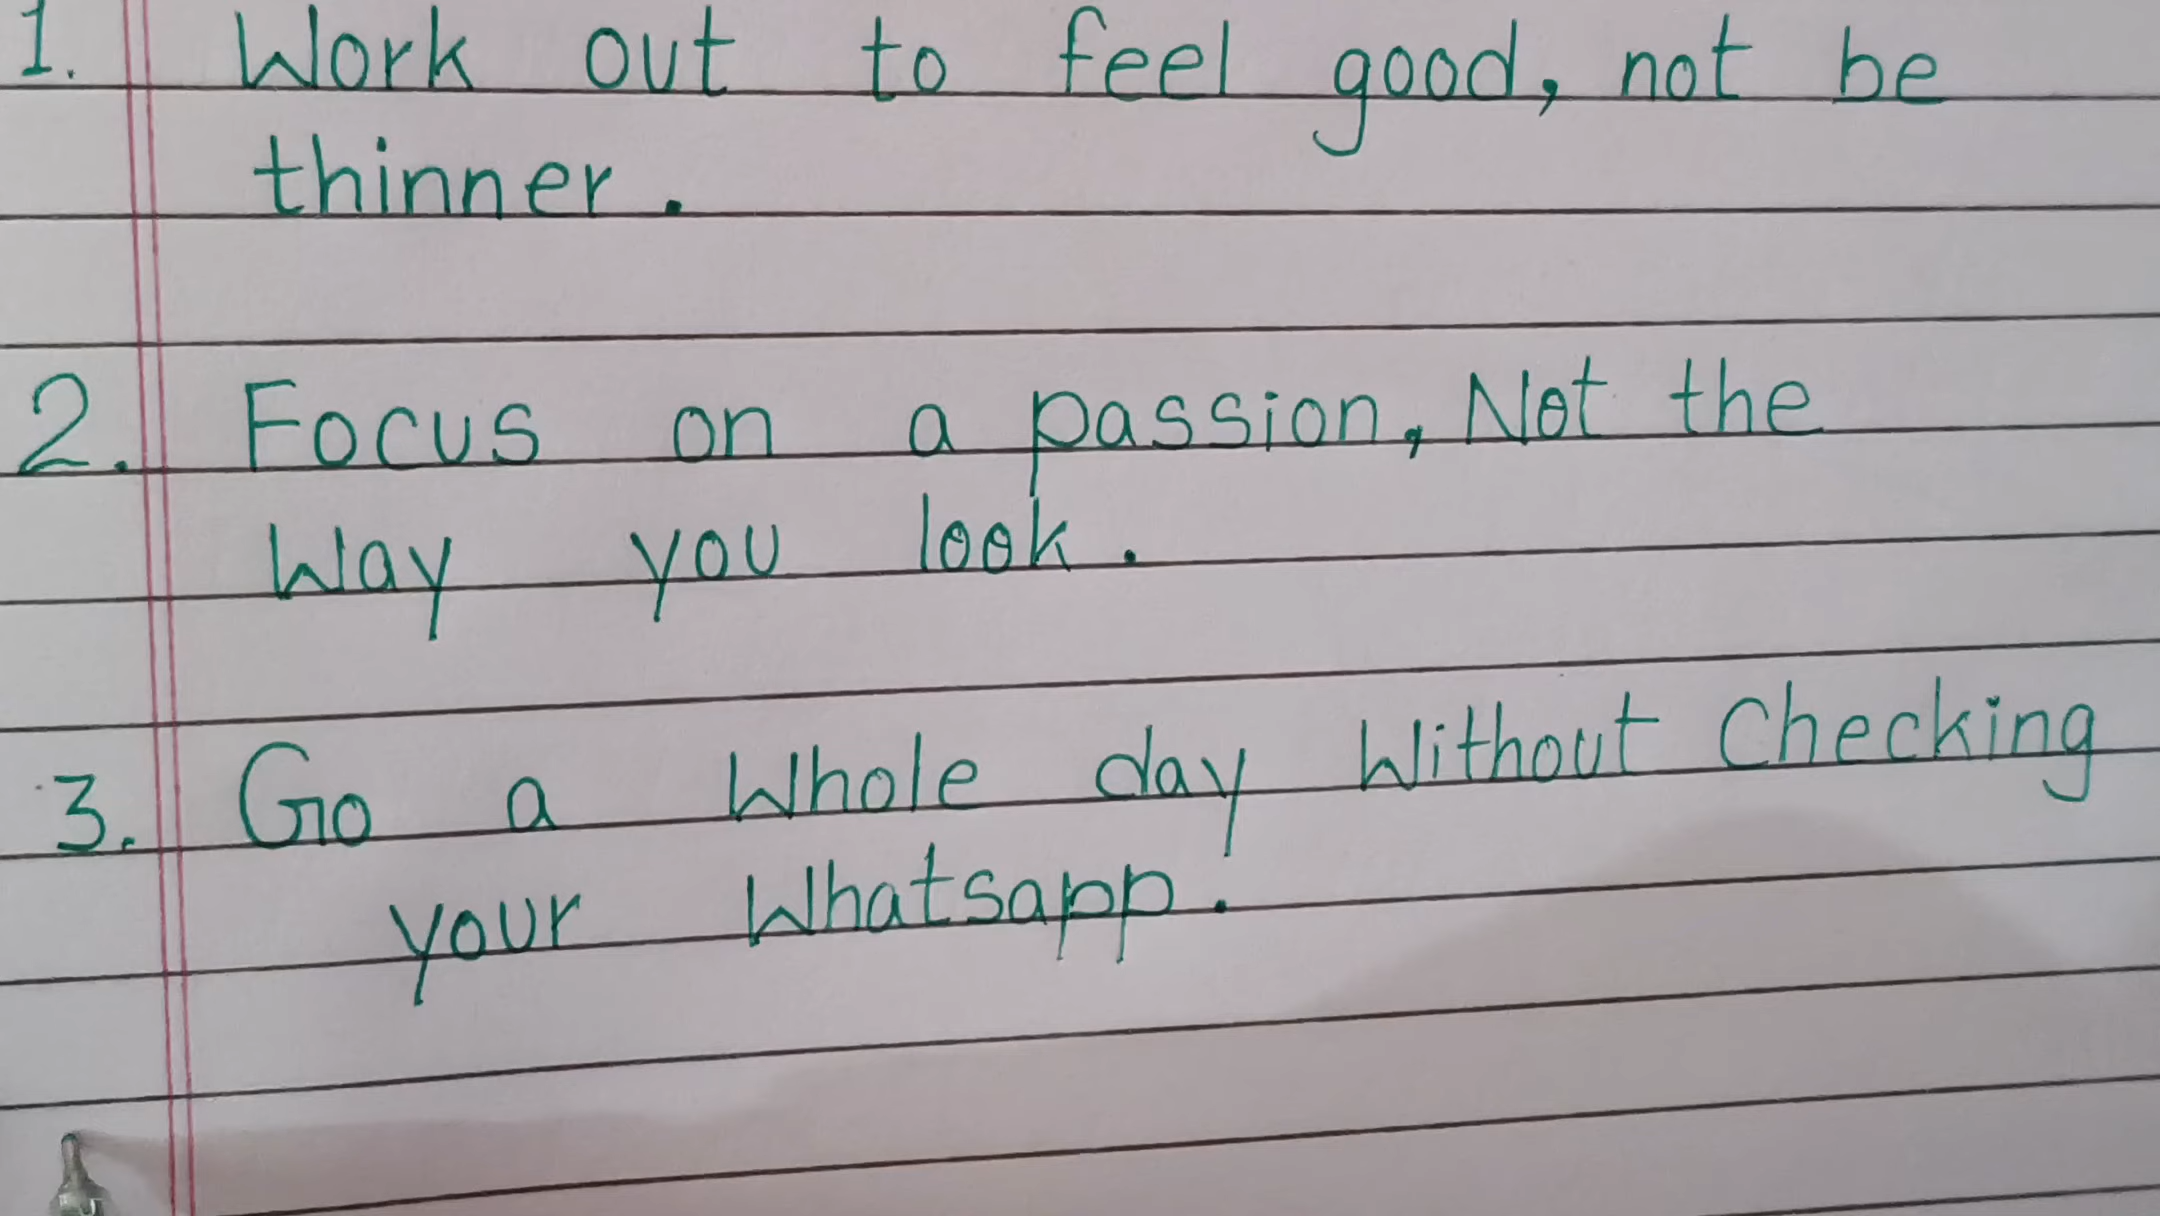 1. Work out to feel good, not be
thinner.
2. Focus on a passion, Not the
Way you look.
3. Go a Whole day Without Checking
your Whatsapp.